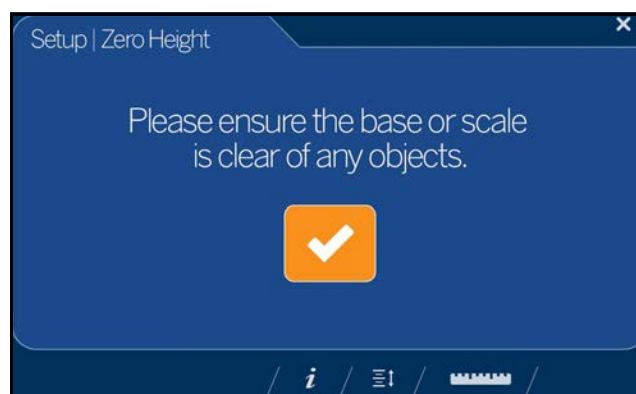 Setup | Zero Height
Please ensure the base or scale
is clear of any objects.
i